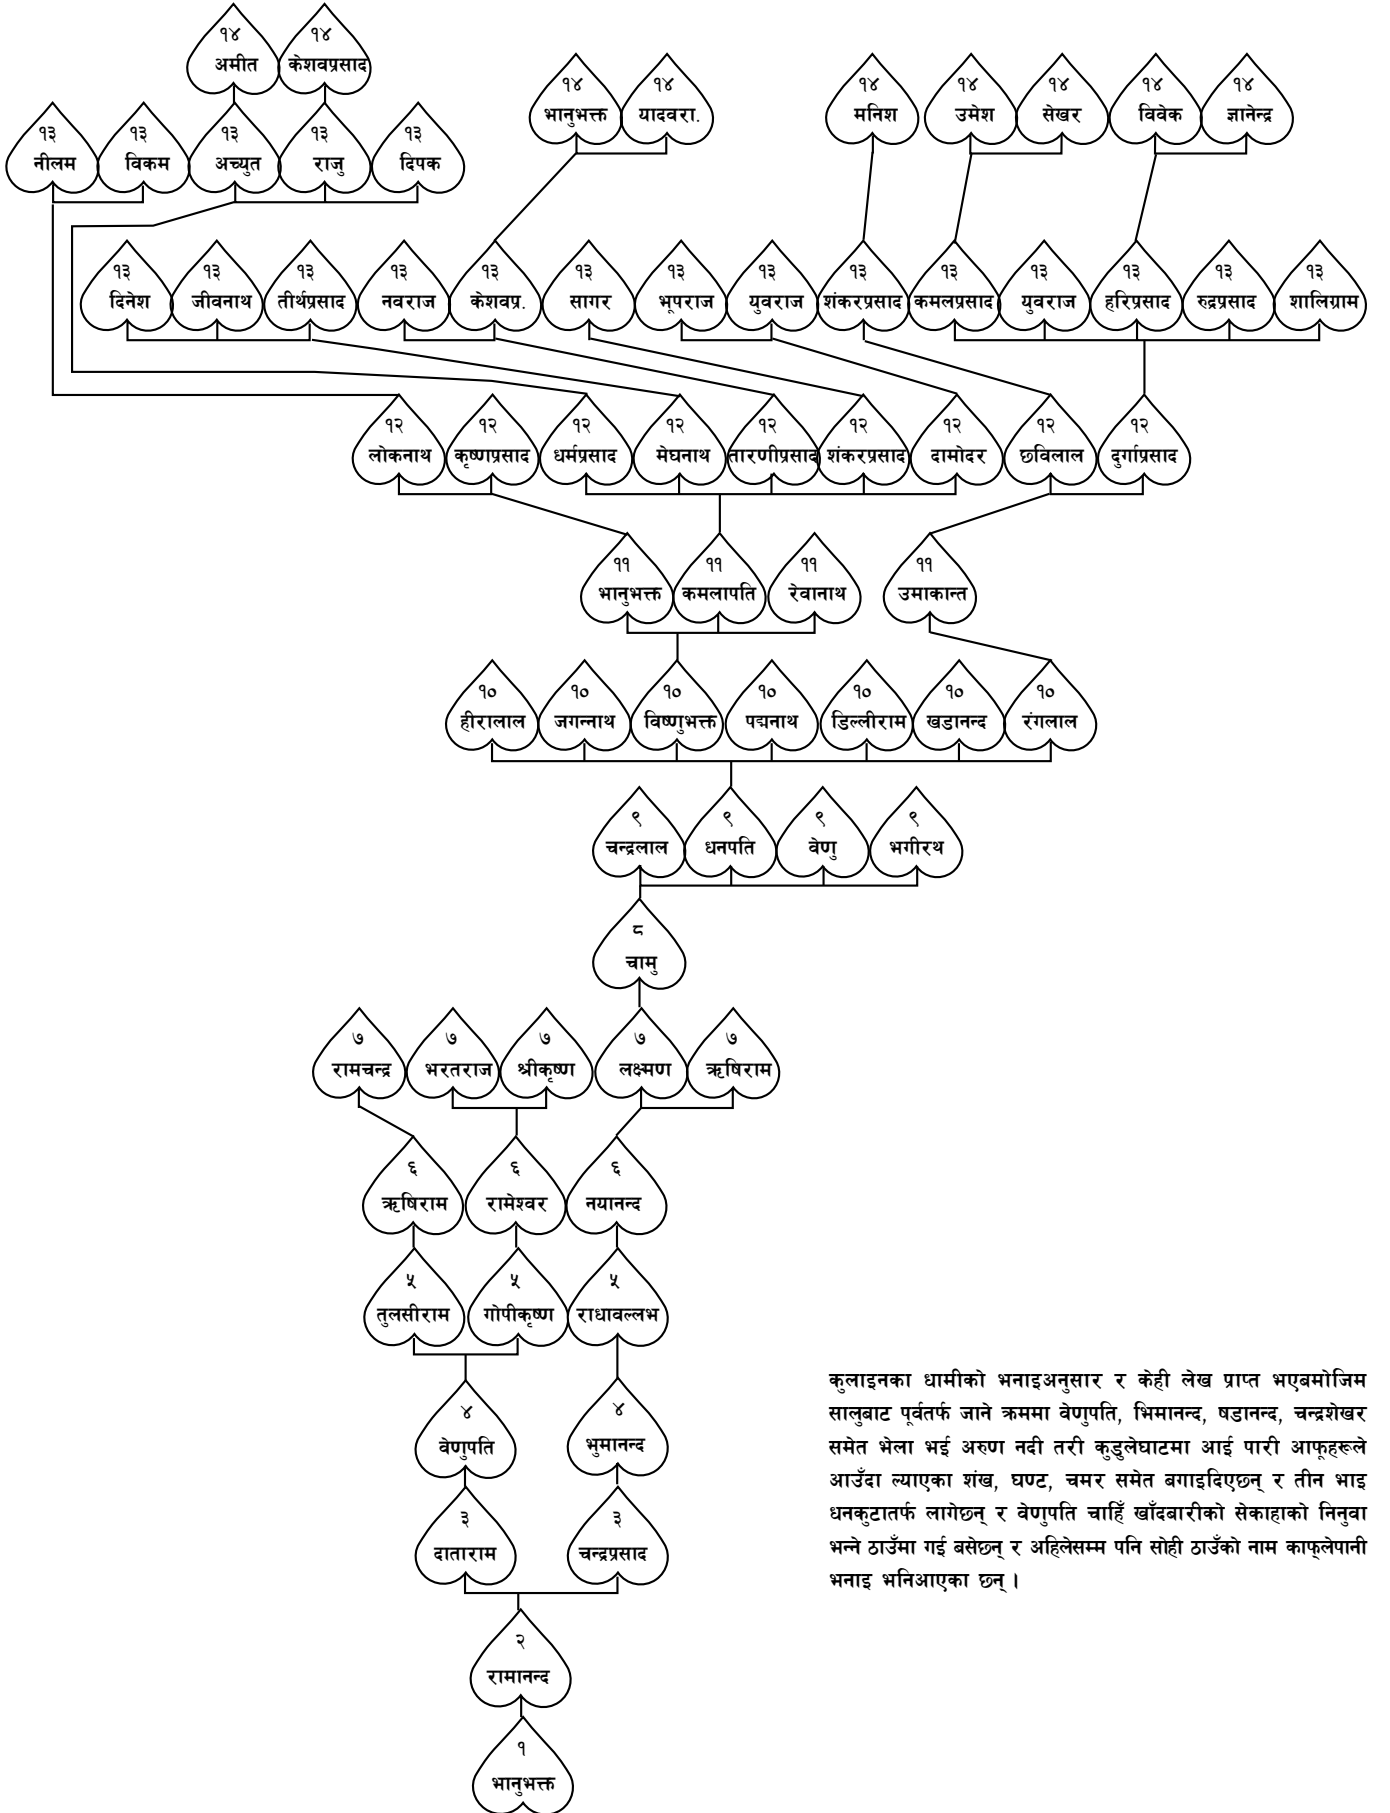 १४ १४
अमीत केशवप्रसाद
१४ १४ १४ १४ १४ १४ १४
भानुभक्त यादवरा. मनिश उमेश सेखर विवेक ज्ञानेन्द्र
१३ १३ १३ १३ १३
नीलम विकम अच्युत राजु दिपक
१३ १३ १३ १३ १३ १३ १३ १३ १३ १३ १३ १३ १३ १३
दिनेश जीवनाथ तीर्थप्रसाद नवराज केशवप्र. सागर भूपराज युवराज शंकरप्रसाद कमलप्रसाद युवराज हरिप्रसाद रुद्रप्रसाद शालिग्राम
१२ १२ १२ १२ १२ १२ १२ १२ १२
लोकनाथ कृष्णप्रसाद धर्मप्रसाद मेघनाथ तारणीप्रसाद शंकरप्रसाद दामोदर छविलाल दुर्गाप्रसाद
११ ११ ११ ११
भानुभक्त कमलापति रेवानाथ उमाकान्त
१० १० १० १० १० १० १०
हीरालाल जगन्नाथ विष्णुभक्त पद्मनाथ डिल्लीराम खडानन्द रंगलाल
९ ९ ९ ९
चन्द्रलाल धनपति वेणु भगीरथ
८
चामु
७ ७ ७ ७ ७
रामचन्द्र भरतराज श्रीकृष्ण लक्ष्मण ऋषिराम
६ ६ ६
ऋषिराम रामेश्वर नयानन्द
५ ५ ५
तुलसीराम गोपीकृष्ण राधावल्लभ
४ ४
वेणुपति भुमानन्द
३ ३
दाताराम चन्द्रप्रसाद
२
रामानन्द
१
भानुभक्त
कुलाइनका धामीको भनाइअनुसार र केही लेख प्राप्त भएबमोजिम
सालुबाट पूर्वतर्फ जाने क्रममा वेणुपति, भिमानन्द, षडानन्द, चन्द्रशेखर
समेत भेला भई अरुण नदी तरी कुडुलेघाटमा आई पारी आफूहरूले
आउँदा ल्याएका शंख, घण्ट, चमर समेत बगाइदिएछन् र तीन भाइ
धनकुटातर्फ लागेछन् र वेणुपति चाहिँ खाँदबारीको सेकाहाको निनुवा
भन्ने ठाउँमा गई बसेछन् र अहिलेसम्म पनि सोही ठाउँको नाम काफ्लेपानी
भनाइ भनिआएका छन् ।